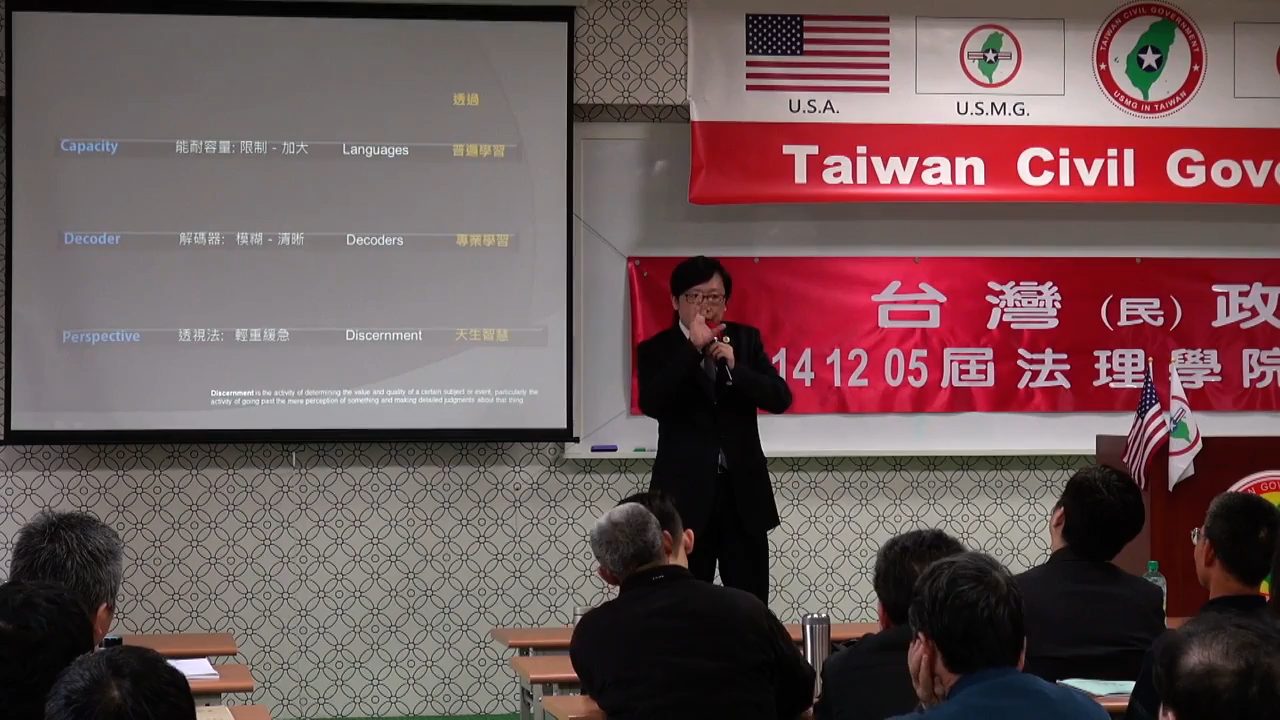 透過
Capacity 能耐容量: 限制 - 加大 Languages 普遍學習
Decoder 解碼器: 模糊 - 清晰 Decoders 專業學習
Perspective 透視法: 輕重緩急 Discernment 天生智慧
Discernment is the activity of determining the value and quality of a certain subject or event, particularly the
activity of going past the mere perception of something and making detailed judgments about that thing
U.S.A.
U.S.M.G.
TAIWAN CIVIL GOVERNMENT
USMG IN TAIWAN
Taiwan Civil Gove
台灣(民)政
14 12 05 屆 法 理 學 院